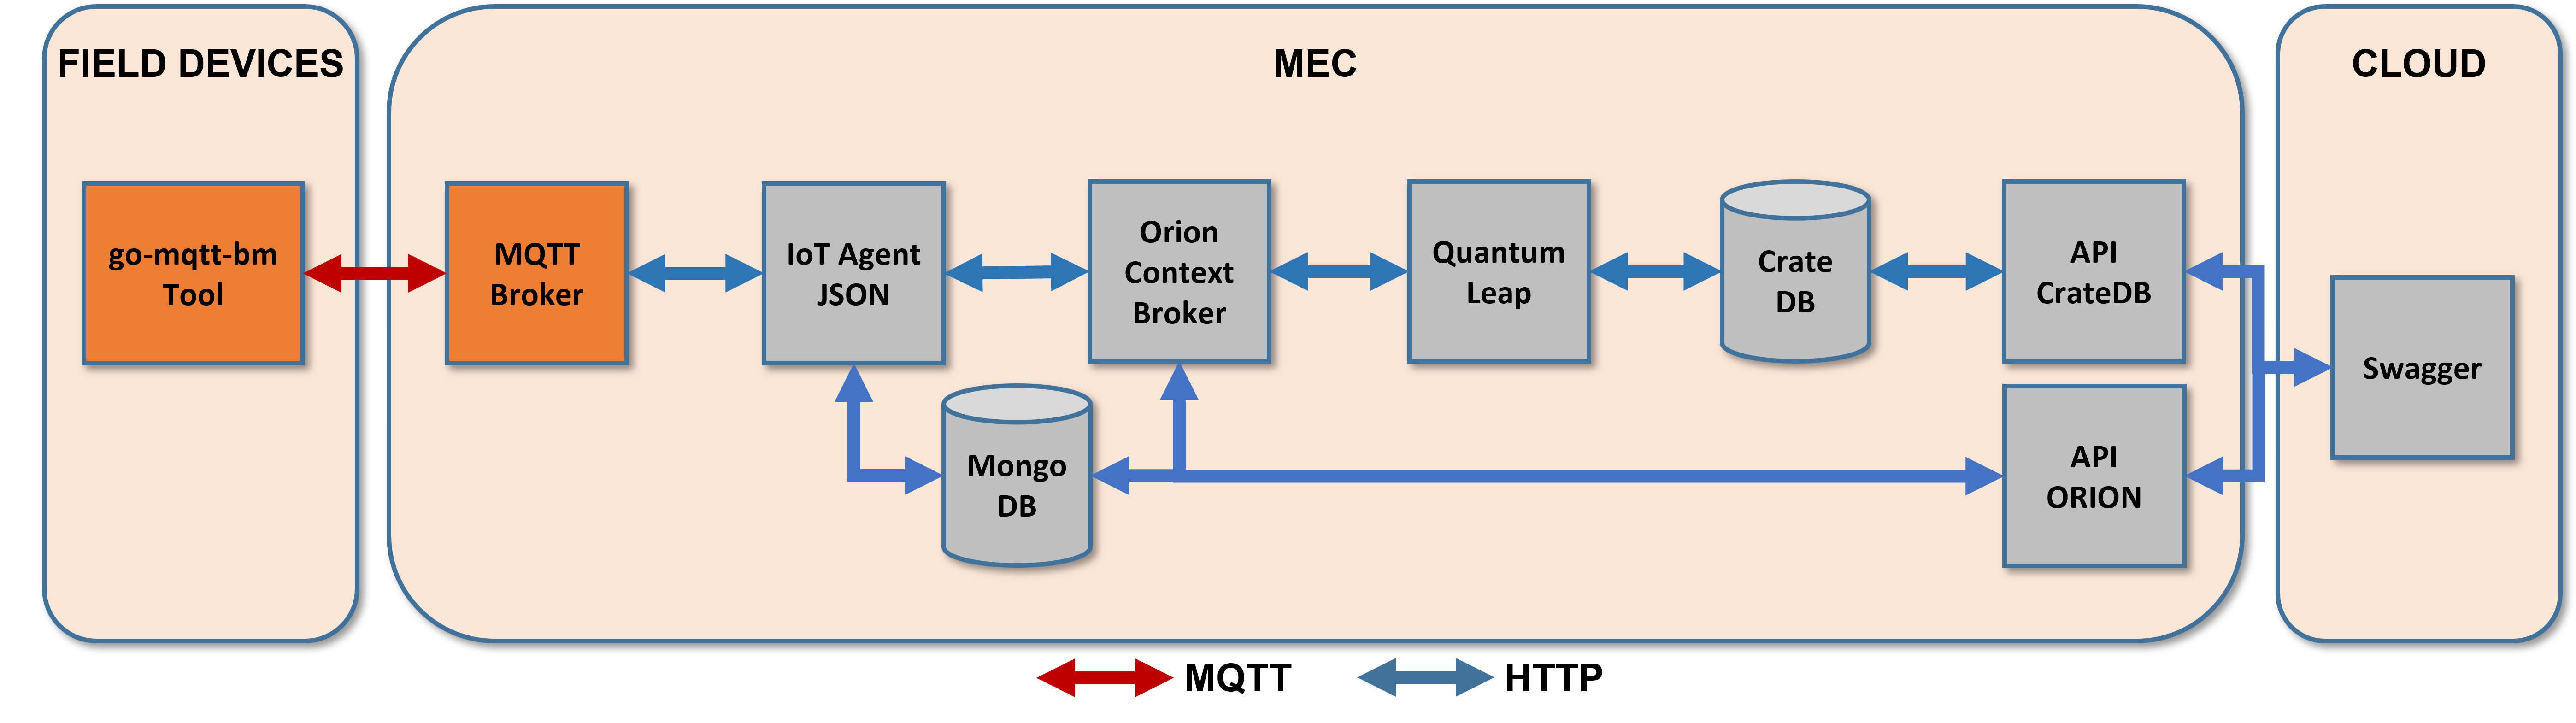 FIELD DEVICES
MEC
CLOUD
go-mqtt-bm
Tool
MQTT
Broker
IoT Agent
JSON
Orion
Context
Broker
Quantum
Leap
Crate
DB
API
CrateDB
Swagger
Mongo
DB
API
ORION
MQTT
HTTP